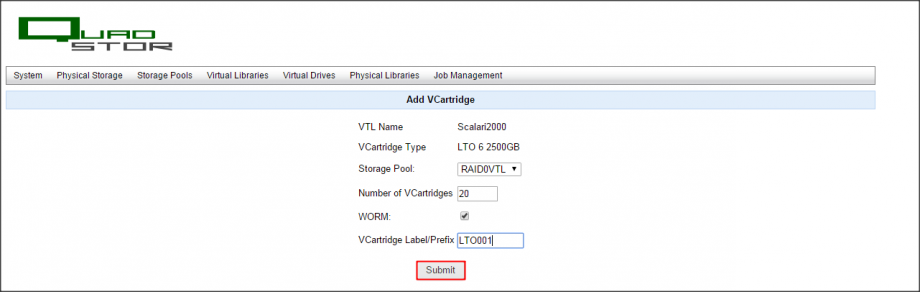 QUAD
STOR
System Physical Storage Storage Pools Virtual Libraries Virtual Drives Physical Libraries Job Management
Add VCartridge
VTL Name Scalari2000
VCartridge Type LTO 6 2500GB
Storage Pool: RAID0VTL
Number of VCartridges 20
WORM:
VCartridge Label/Prefix LTO001
Submit